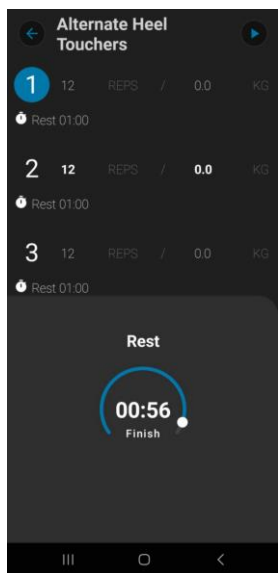 Alternate Heel
Touchers
1 12 REPS / 0.0 KG
Rest 01:00
2 12 REPS / 0.0 KG
Rest 01:00
3 12 REPS / 0.0 KG
Rest 01:00
Rest
00:56
Finish